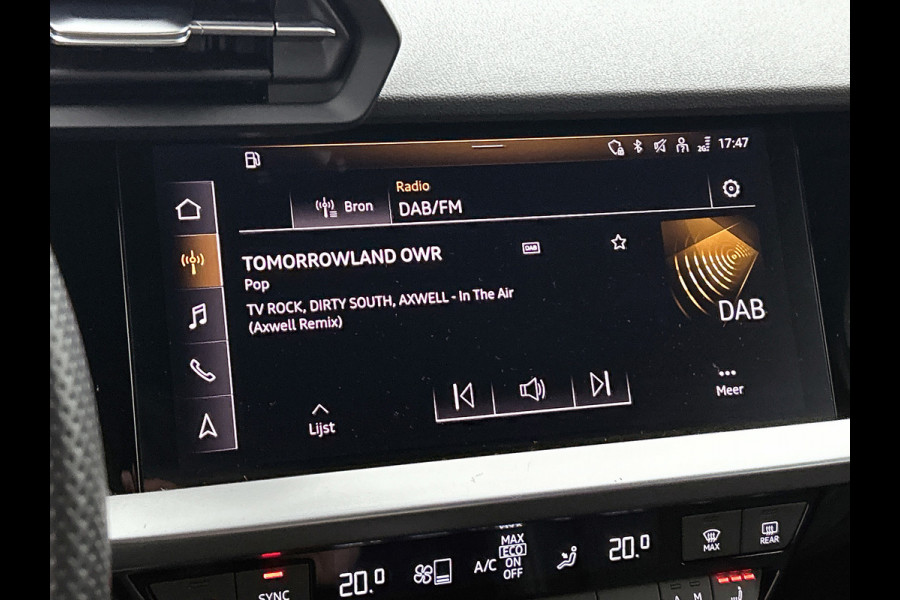 2G 17:47
Radio
Bron DAB/FM
TOMORROWLAND OWR DAB
Pop
TV ROCK, DIRTY SOUTH, AXWELL - In The Air
(Axwell Remix)
DAB
Lijst
Meer
MAX
ECO
A/C ON
OFF
20.0
20.0
SYNC
MAX
REAR
A M